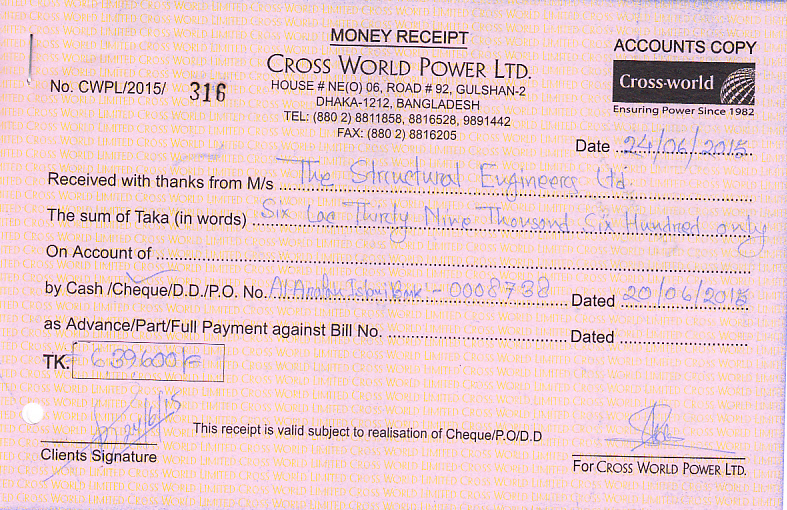 MONEY RECEIPT
ACCOUNTS COPY
CROSS WORLD POWER LTD.
Cross-world
Ensuring Power Since 1982
No. CWPL/2015/ 316
HOUSE # NE(O) 06, ROAD # 92, GULSHAN-2
DHAKA-1212, BANGLADESH
TEL: (880 2) 8811858, 8816528, 9891442
FAX: (880 2) 8816205
Date 24/06/2015
Received with thanks from M/s The Structural Engineers Ltd.
The sum of Taka (in words) Six Lac Thirty Nine Thousand Six Hundred only
On Account of
by Cash /Cheque/D.D./P.O. No. Al Arafah Islami Bank - 0008738 Dated 20/06/2015
as Advance/Part/Full Payment against Bill No. Dated
TK. 639600/=
24/6/15
This receipt is valid subject to realisation of Cheque/P.O/D.D
Clients Signature
For CROSS WORLD POWER LTD.